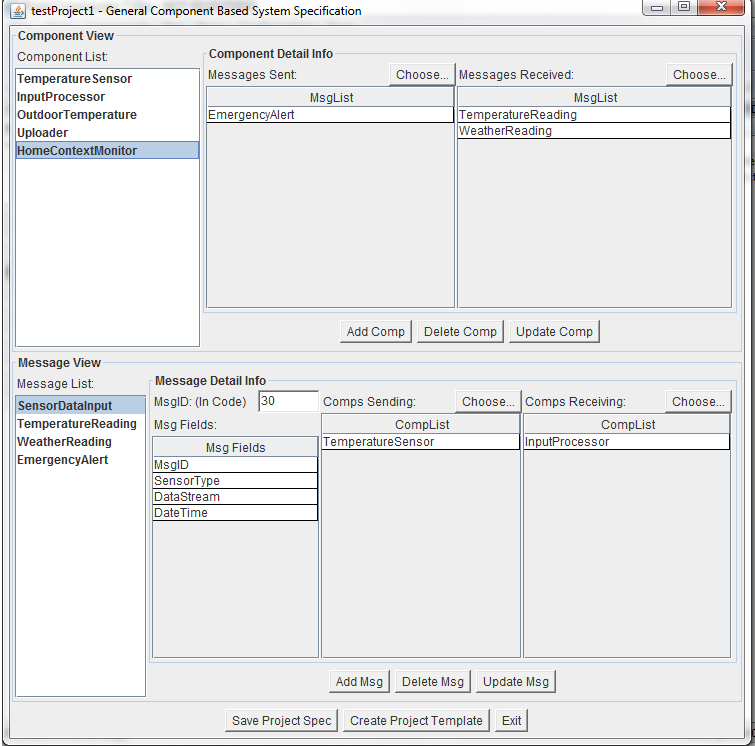 testProject1 - General Component Based System Specification
Component View
Component List:
TemperatureSensor
InputProcessor
OutdoorTemperature
Uploader
HomeContextMonitor
Component Detail Info
Messages Sent: Choose... Messages Received: Choose...
MsgList MsgList
EmergencyAlert TemperatureReading
WeatherReading
Add Comp Delete Comp Update Comp
Message View
Message List:
SensorDataInput
TemperatureReading
WeatherReading
EmergencyAlert
Message Detail Info
MsgID: (In Code) 30 Comps Sending: Choose... Comps Receiving: Choose...
Msg Fields: CompList CompList
Msg Fields TemperatureSensor InputProcessor
MsgID
SensorType
DataStream
DateTime
Add Msg Delete Msg Update Msg
Save Project Spec Create Project Template Exit